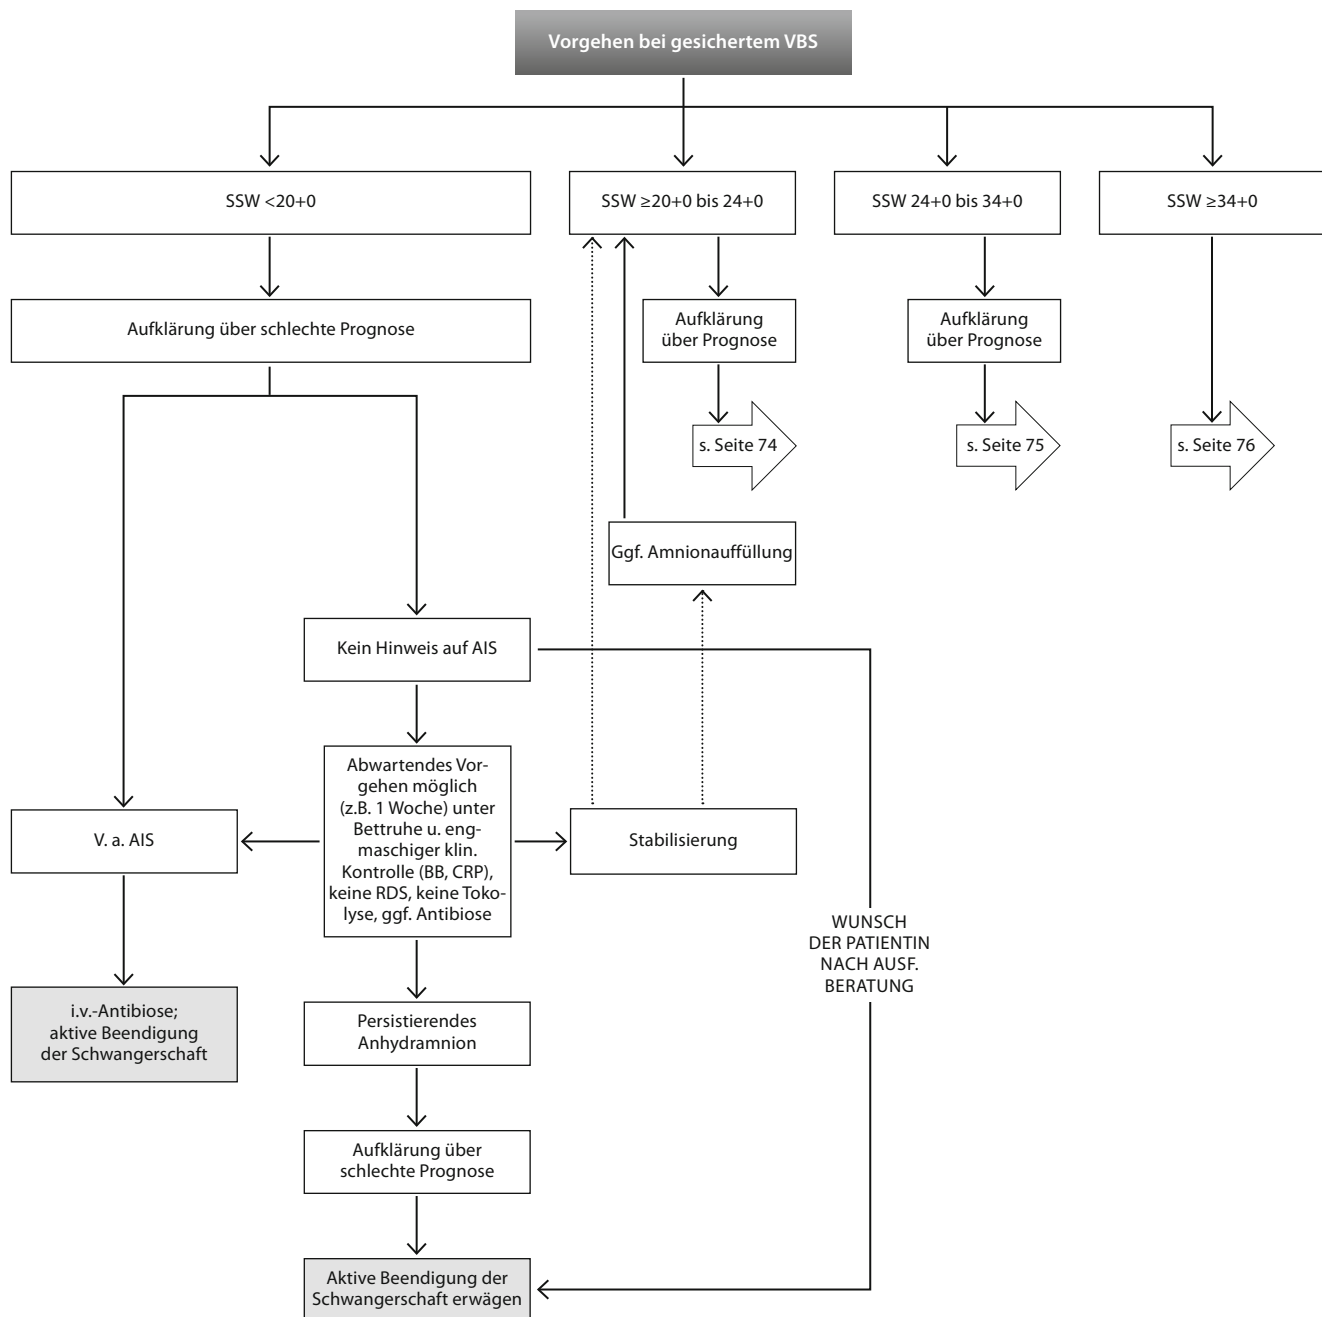 Vorgehen bei gesichertem VBS
SSW <20+0
SSW ≥20+0 bis 24+0
SSW 24+0 bis 34+0
SSW ≥34+0
Aufklärung über schlechte Prognose
Aufklärung
über Prognose
Aufklärung
über Prognose
s. Seite 74
s. Seite 75
s. Seite 76
Ggf. Amnionauffüllung
Kein Hinweis auf AIS
Abwartendes Vor-
gehen möglich
(z.B. 1 Woche) unter
Bettruhe u. eng-
maschiger klin.
Kontrolle (BB, CRP),
keine RDS, keine Toko-
lyse, ggf. Antibiose
V. a. AIS
Stabilisierung
WUNSCH
DER PATIENTIN
NACH AUSF.
BERATUNG
i.v.-Antibiose;
aktive Beendigung
der Schwangerschaft
Persistierendes
Anhydramnion
Aufklärung über
schlechte Prognose
Aktive Beendigung der
Schwangerschaft erwägen